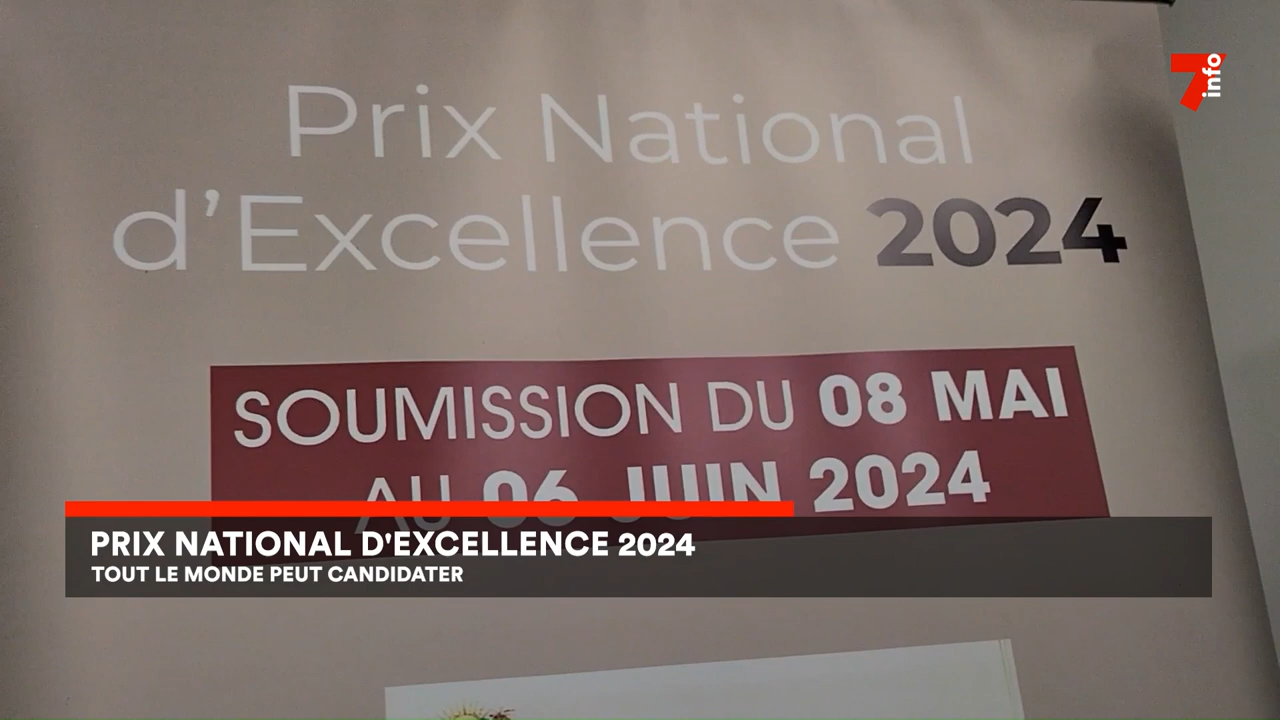 7info
Prix National
d'Excellence 2024
SOUMISSION DU 08 MAI
AU 06 JUIN 2024
PRIX NATIONAL D'EXCELLENCE 2024
TOUT LE MONDE PEUT CANDIDATER